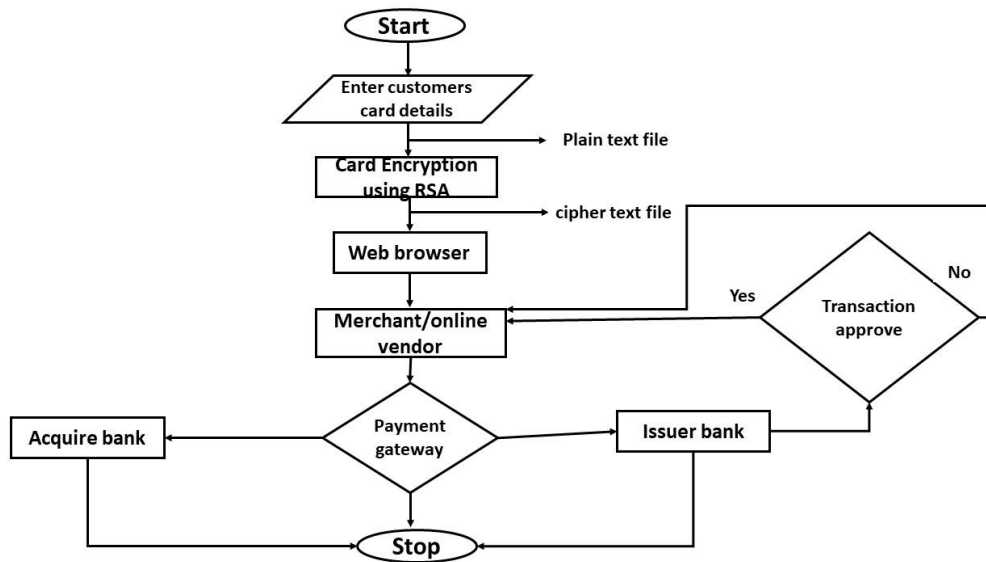 Start
Enter customers
card details
Plain text file
Card Encryption
using RSA
cipher text file
Web browser
No
Yes
Transaction
approve
Merchant/online
vendor
Acquire bank
Payment
gateway
Issuer bank
Stop